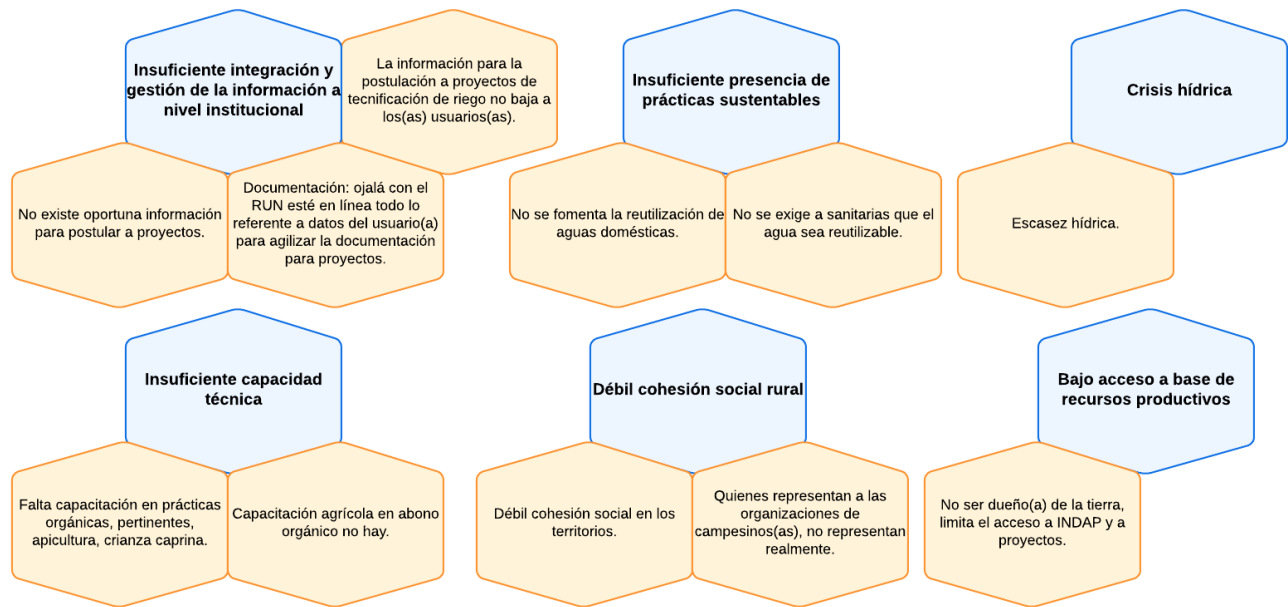 Insuficiente integración y
gestión de la información a
nivel institucional
La información para la
postulación a proyectos de
tecnificación de riego no baja a
los(as) usuarios(as).
No existe oportuna información
para postular a proyectos.
Documentación: ojalá con el
RUN esté en línea todo lo
referente a datos del usuario(a)
para agilizar la documentación
para proyectos.
Insuficiente presencia de
prácticas sustentables
No se fomenta la reutilización de
aguas domésticas.
No se exige a sanitarias que el
agua sea reutilizable.
Crisis hídrica
Escasez hídrica.
Insuficiente capacidad
técnica
Falta capacitación en prácticas
orgánicas, pertinentes,
apicultura, crianza caprina.
Capacitación agrícola en abono
orgánico no hay.
Débil cohesión social rural
Débil cohesión social en los
territorios.
Quienes representan a las
organizaciones de
campesinos(as), no representan
realmente.
Bajo acceso a base de
recursos productivos
No ser dueño(a) de la tierra,
limita el acceso a INDAP y a
proyectos.